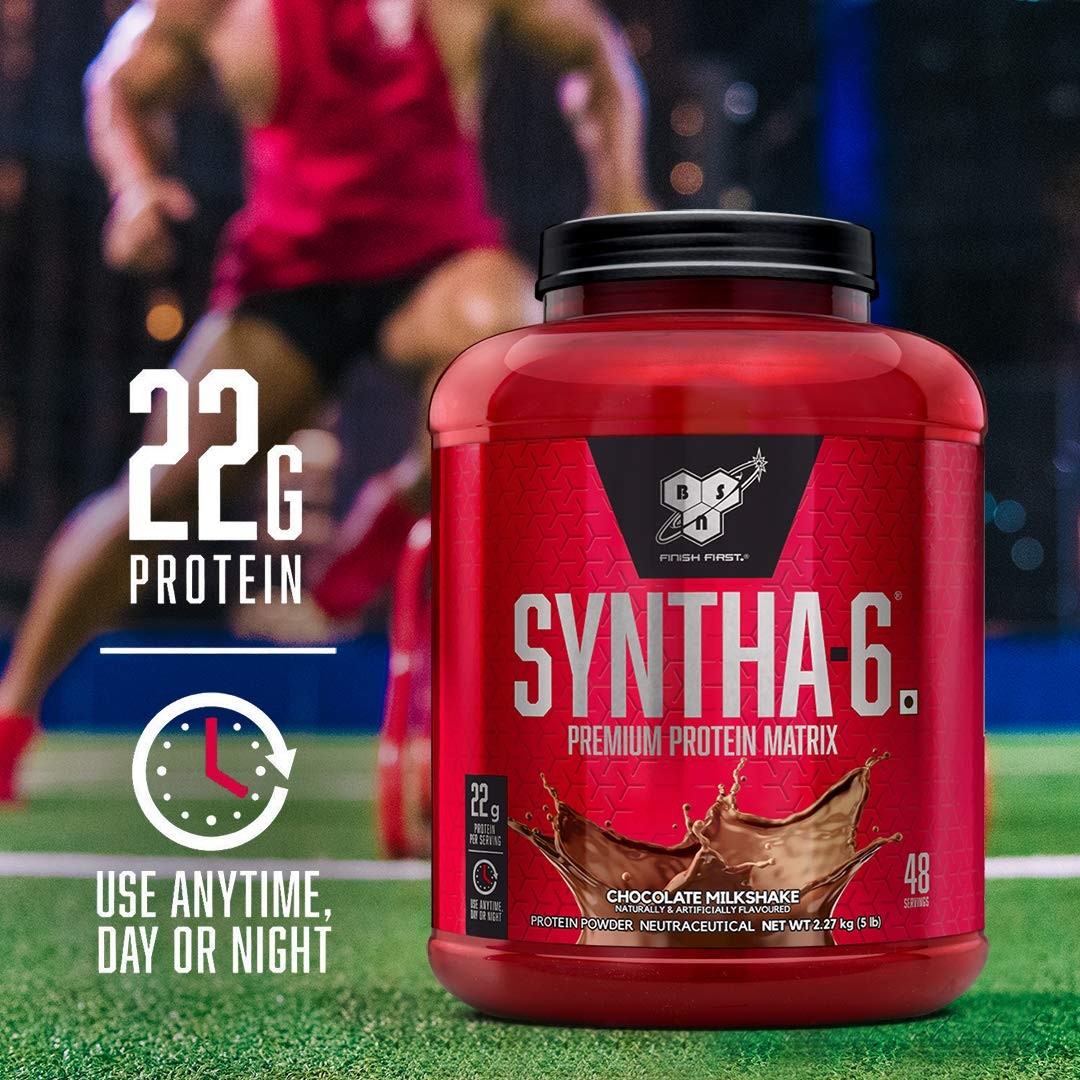 22G
PROTEIN
USE ANYTIME,
DAY OR NIGHT
BSn
FINISH FIRST.®
SYNTHA-6®
PREMIUM PROTEIN MATRIX
22g
PROTEIN
PER SERVING
USE ANYTIME,
DAY OR NIGHT
CHOCOLATE MILKSHAKE
NATURALLY & ARTIFICIALLY FLAVOURED
PROTEIN POWDER NEUTRACEUTICAL NET WT 2.27 kg (5 lb)
48
SERVINGS